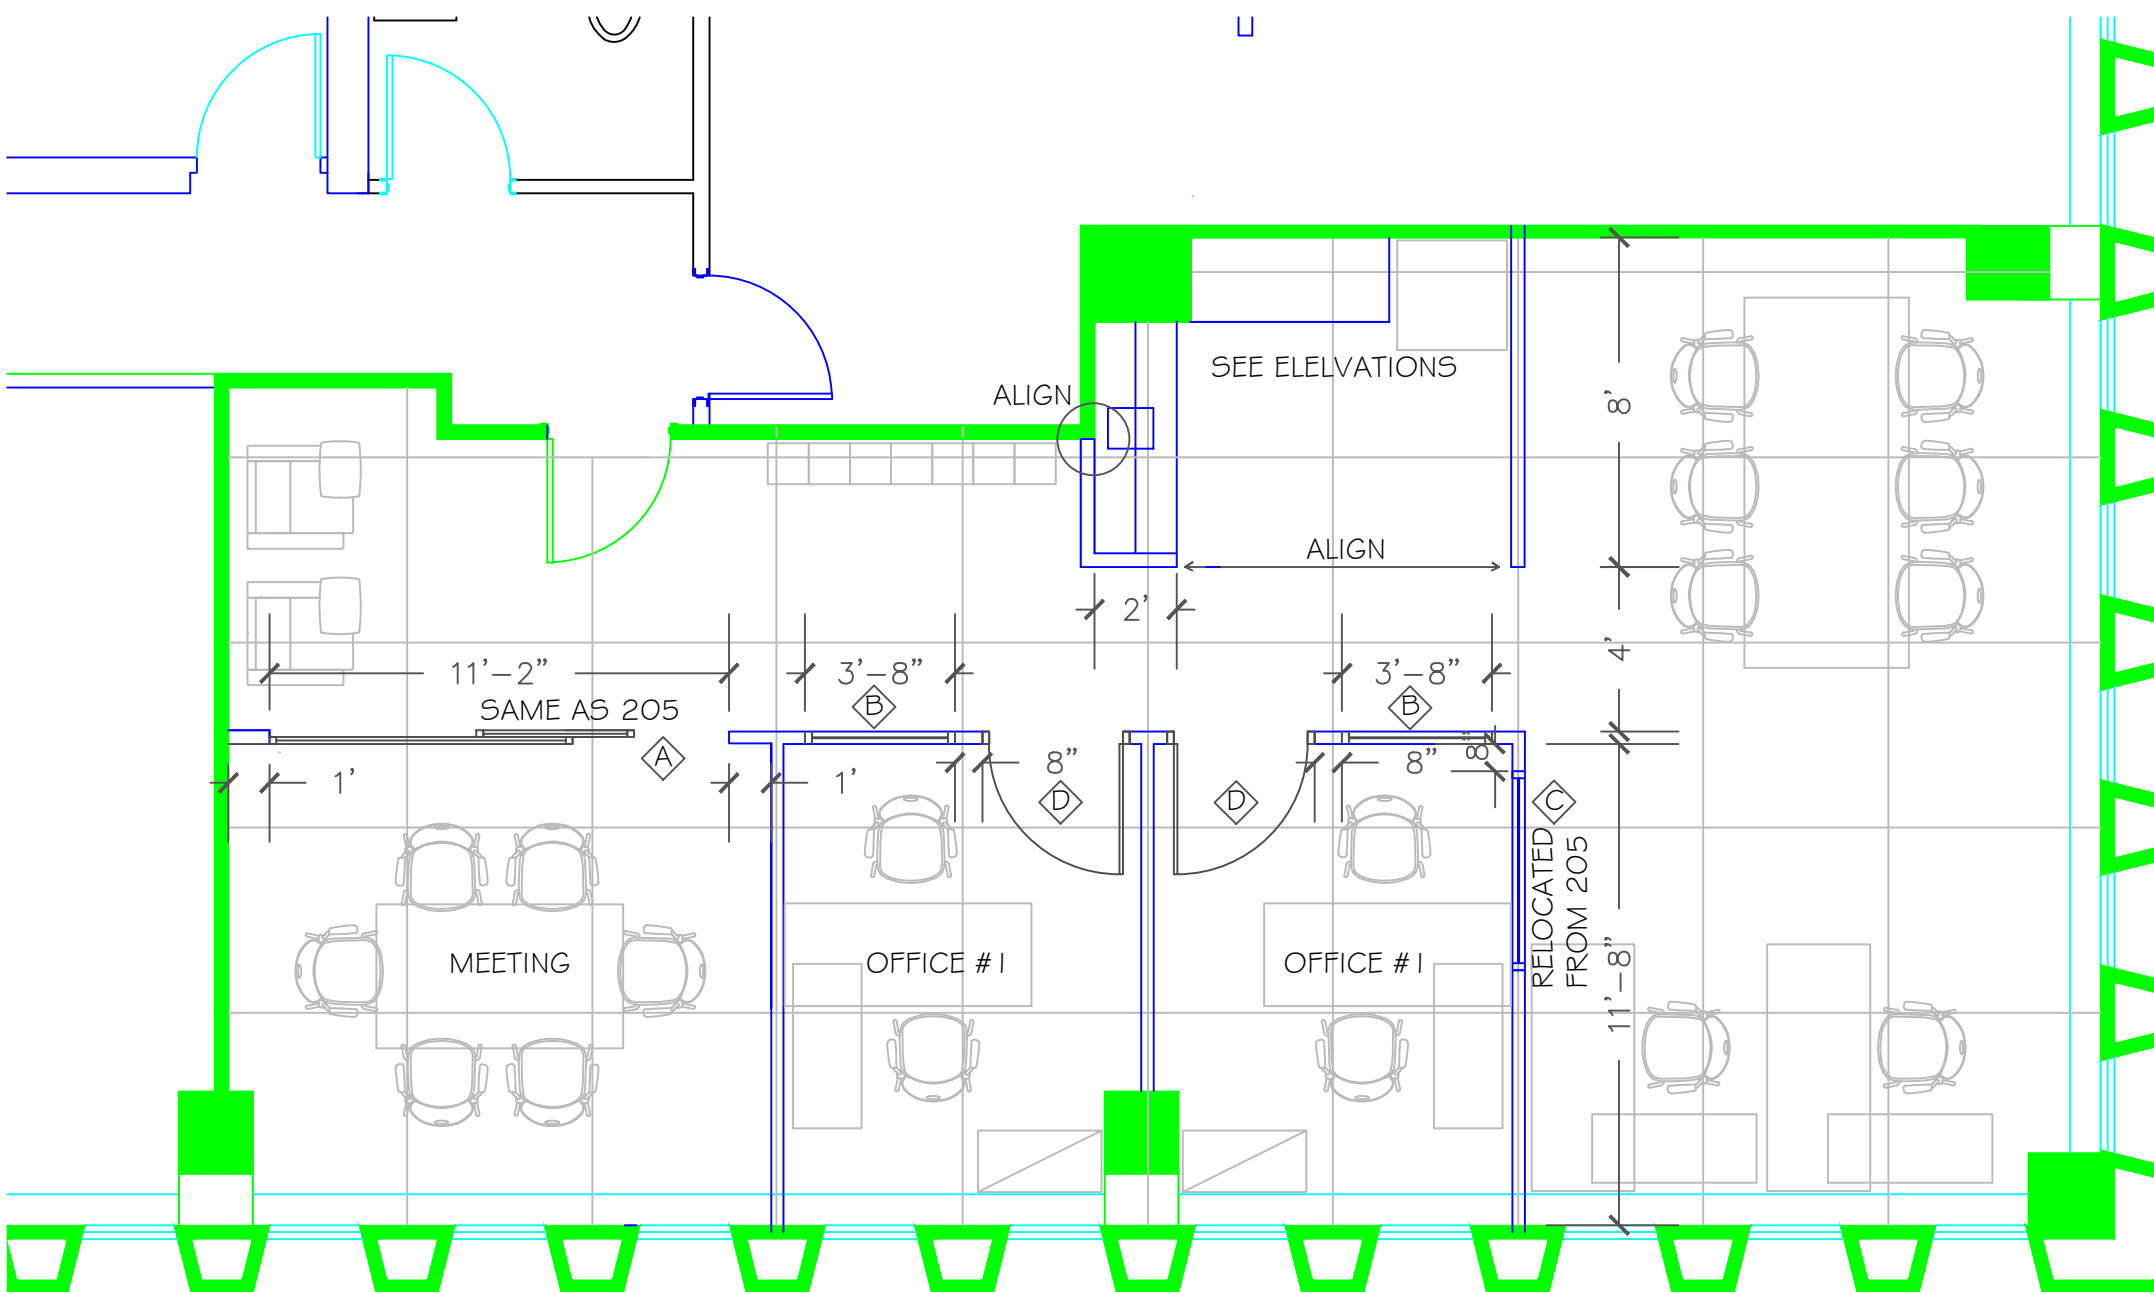 SEE ELELVATIONS
ALIGN
8'
ALIGN
2'
4'
11'-2"
3'-8"
3'-8"
SAME AS 205
B
B
A
8"
8"
8"
1'
1'
D
D
C
RELOCATED
FROM 205
MEETING
OFFICE #1
OFFICE #1
11'-8"